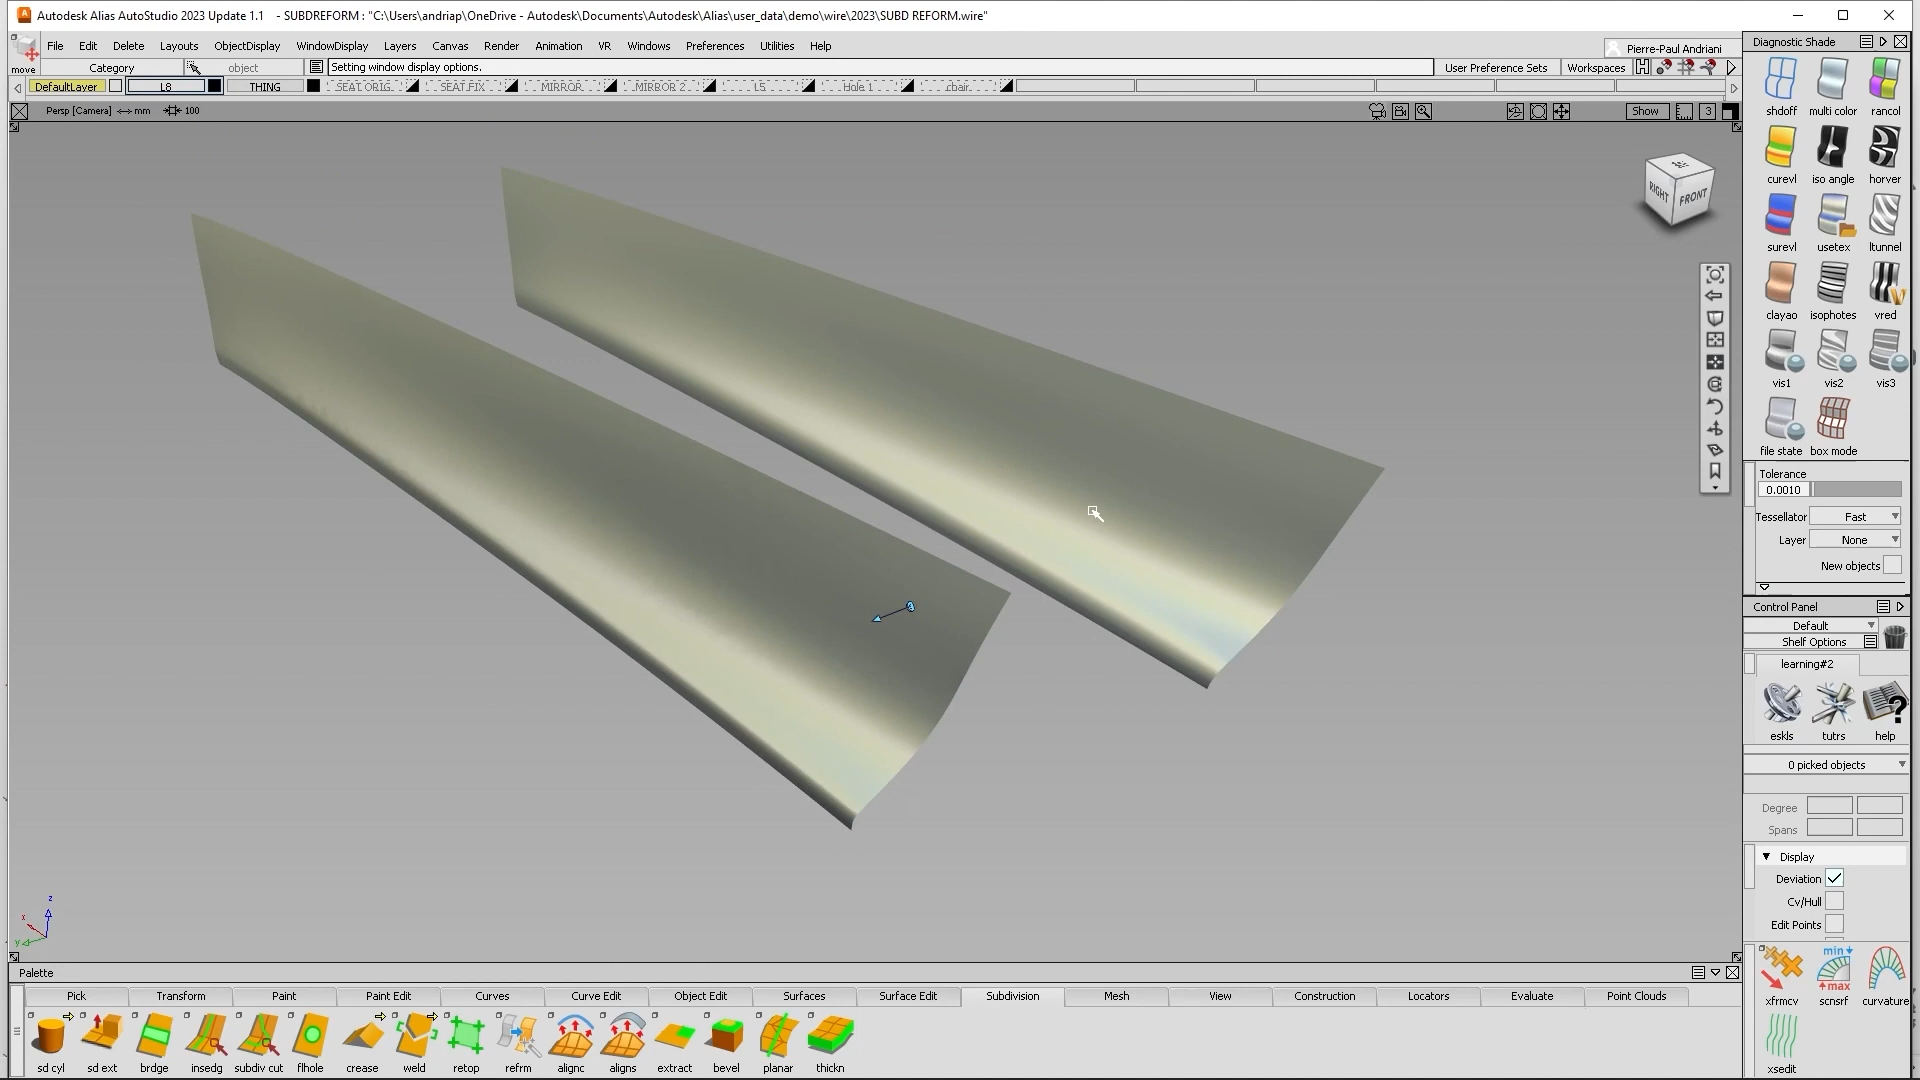 Autodesk Alias AutoStudio 2023 Update 1.1 - SUBDREFORM : "C:\Users\andriap\OneDrive - Autodesk\Documents\Autodesk\Alias\user_data\demo\wire\2023\SUBD REFORM.wire"
File Edit Delete Layouts ObjectDisplay WindowDisplay Layers Canvas Render Animation VR Windows Preferences Utilities Help
Pierre-Paul Andriani
move Category object Setting window display options. User Preference Sets Workspaces
DefaultLayer L8 THING SEAT ORIG. SEAT FIX MIRROR MIRROR 2 L5 Hole 1 chair
Persp [Camera] mm 100 Show 3
RIGHT FRONT
z
x
y
Diagnostic Shade
shdoff multi color rancol
curevl iso angle horver
surevl usetex ltunnel
clayao isophotes vred
vis1 vis2 vis3
file state box mode
Tolerance
0.0010
Tessellator Fast
Layer None
New objects
Control Panel
Default
Shelf Options
learning#2
eskls tutrs help
0 picked objects
Degree
Spans
Display
Deviation
Cv/Hull
Edit Points
min
max
xfrmcv scnsrf curvature
xsedit
Palette
Pick Transform Paint Paint Edit Curves Curve Edit Object Edit Surfaces Surface Edit Subdivision Mesh View Construction Locators Evaluate Point Clouds
sd cyl sd ext brdge insedg subdiv cut flhole crease weld retop refrm alignc aligns extract bevel planar thickn